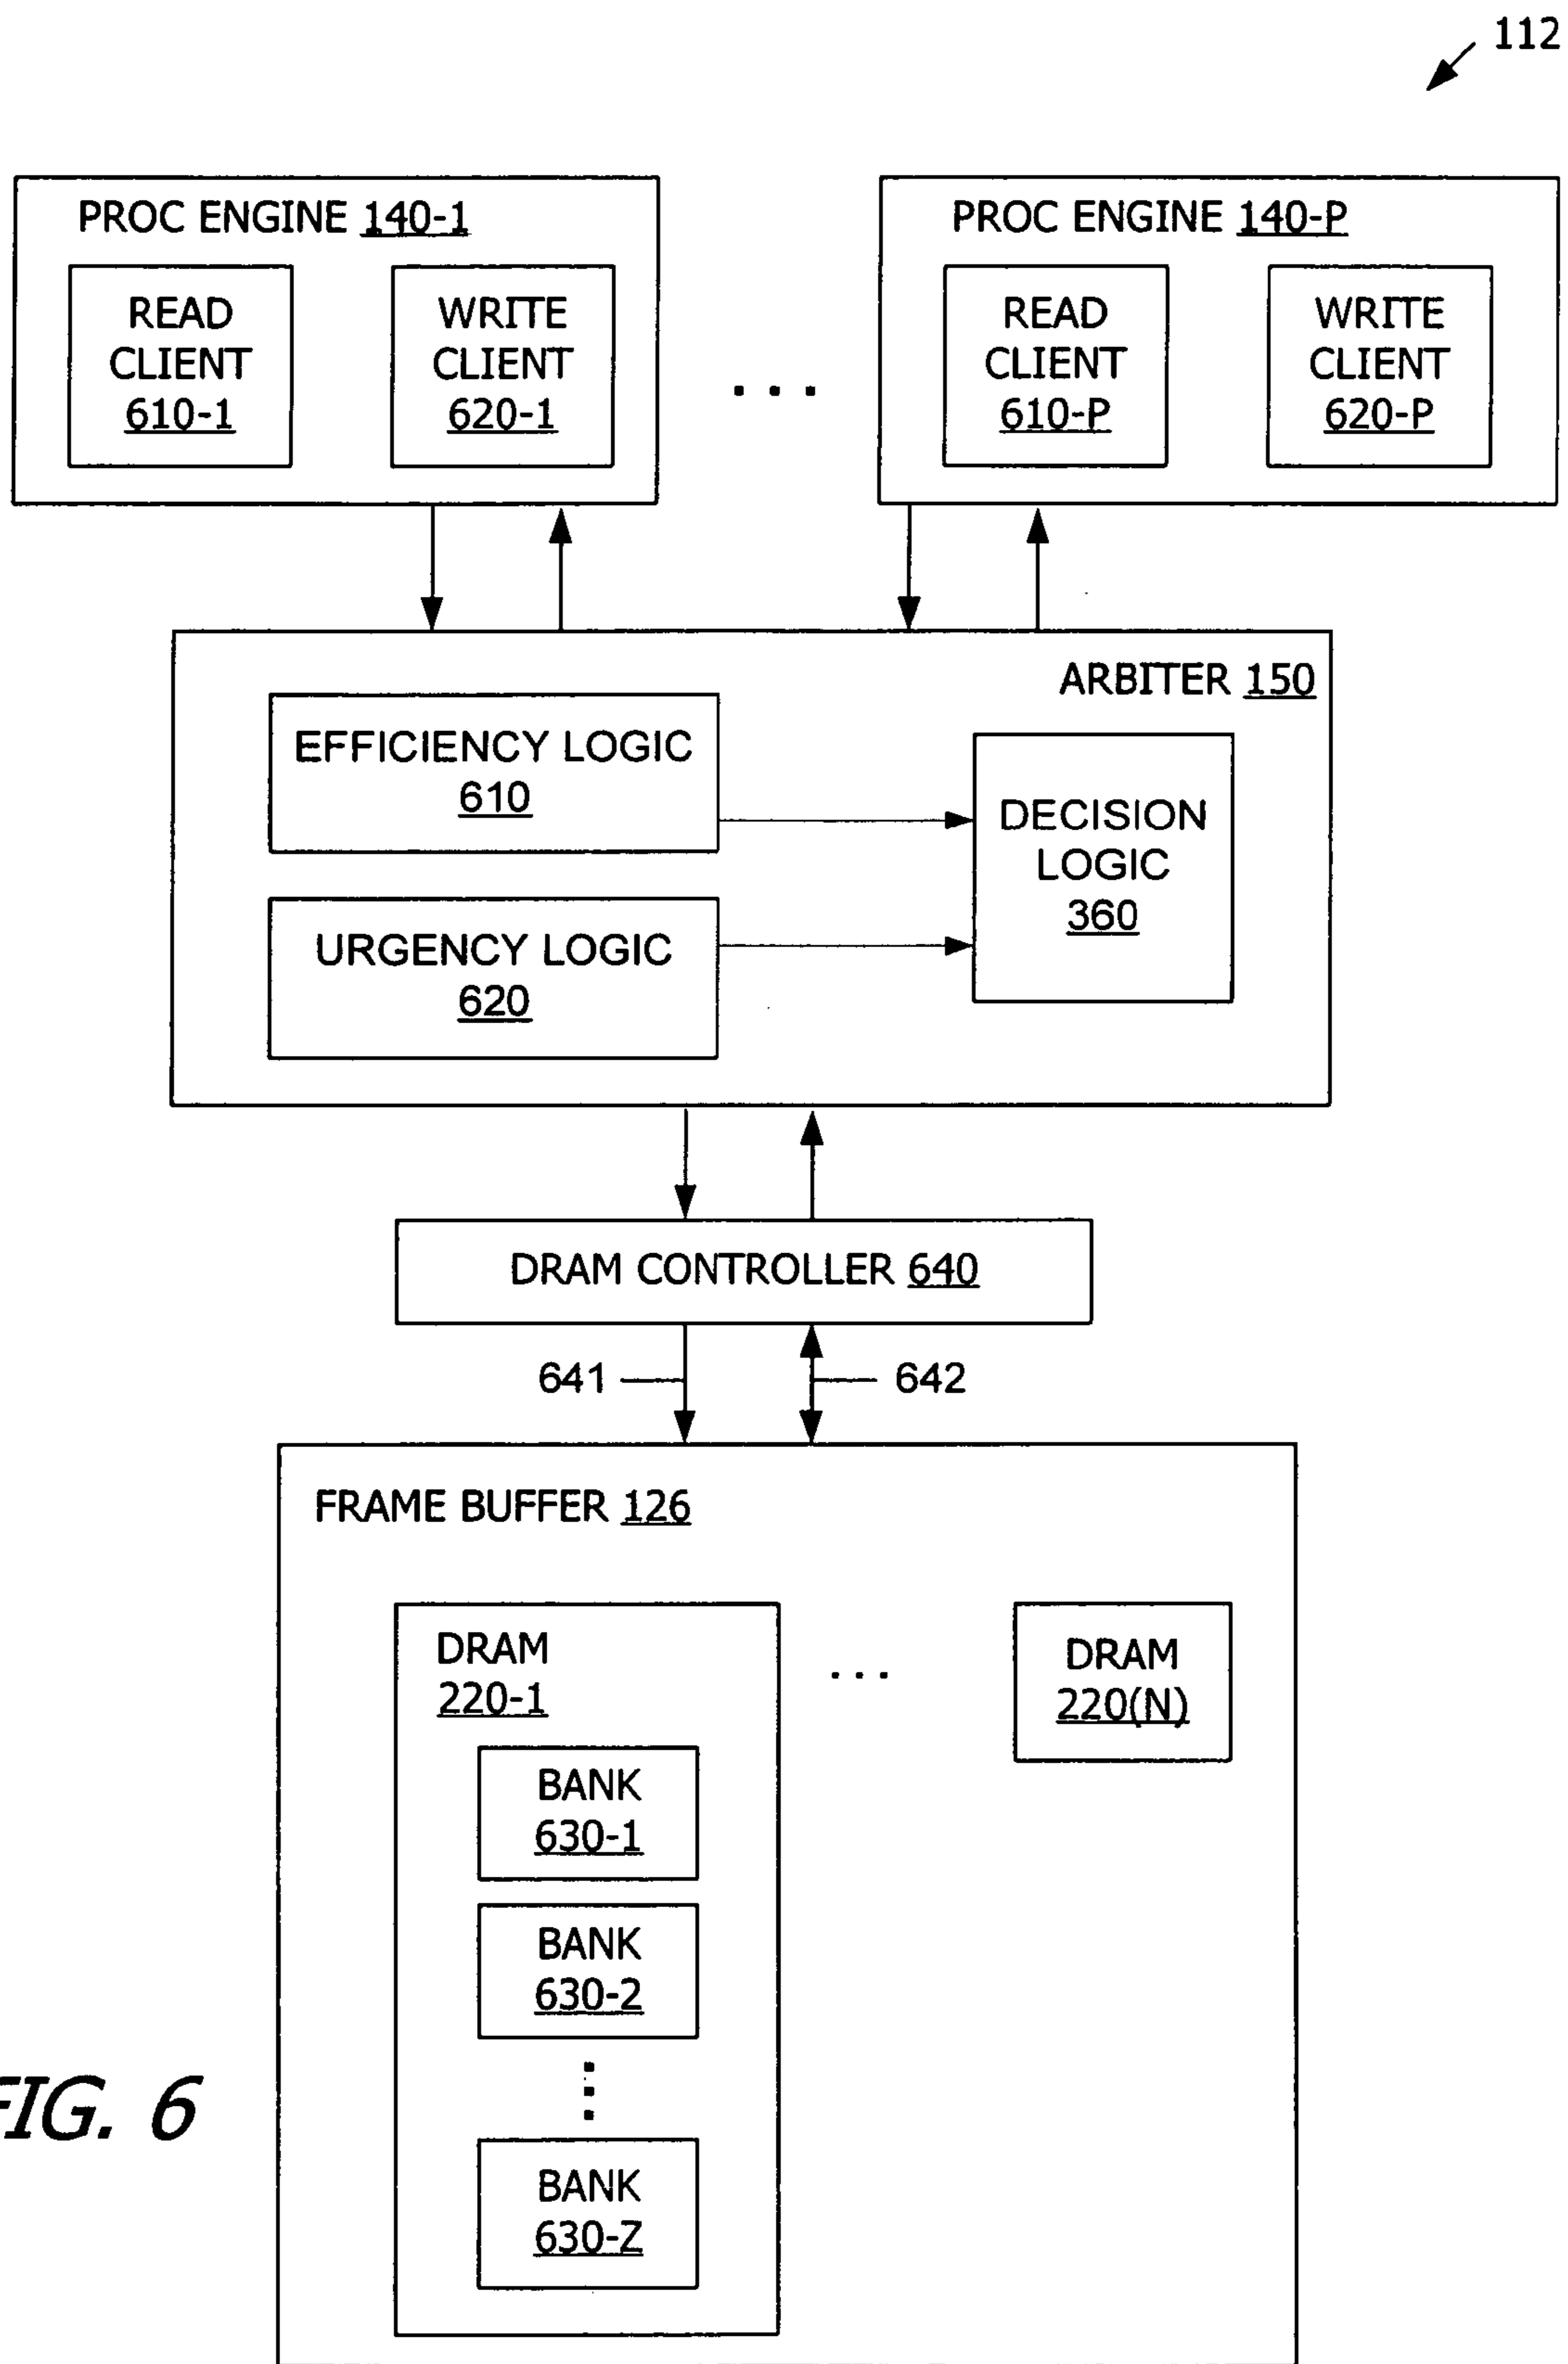 112
PROC ENGINE 140-1
READ
CLIENT
610-1
WRITE
CLIENT
620-1
. . .
PROC ENGINE 140-P
READ
CLIENT
610-P
WRITE
CLIENT
620-P
ARBITER 150
EFFICIENCY LOGIC
610
URGENCY LOGIC
620
DECISION
LOGIC
360
DRAM CONTROLLER 640
641
642
FRAME BUFFER 126
DRAM
220-1
BANK
630-1
BANK
630-2
BANK
630-Z
. . .
DRAM
220(N)
FIG. 6